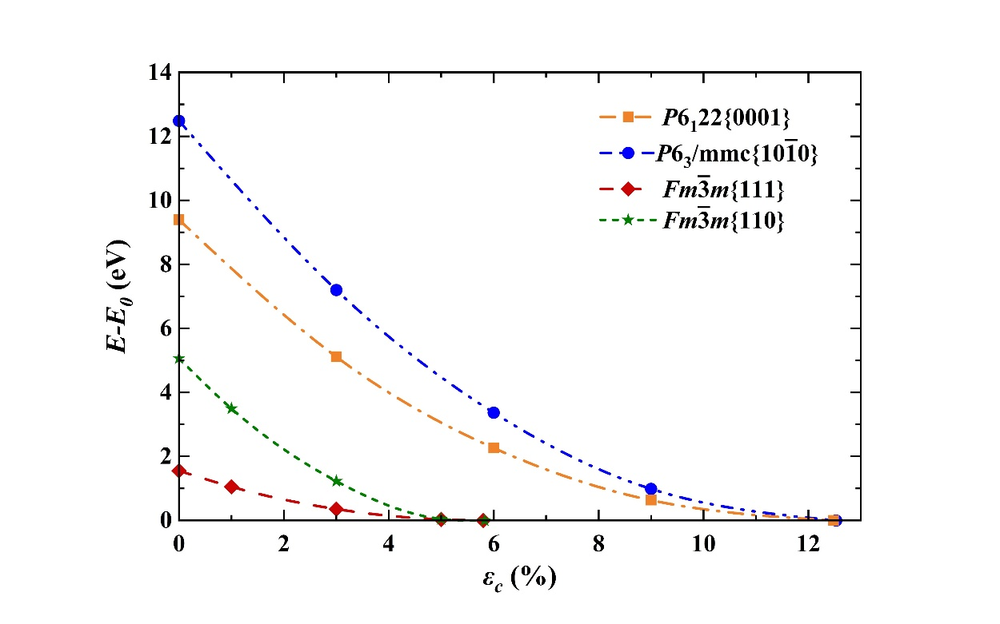 14
12
10
8
6
4
2
0
E-E₀ (eV)
P6₁22{0001}
P6₃/mmc{101̅0}
Fm3̅m{111}
Fm3̅m{110}
0 2 4 6 8 10 12
ε_c (%)